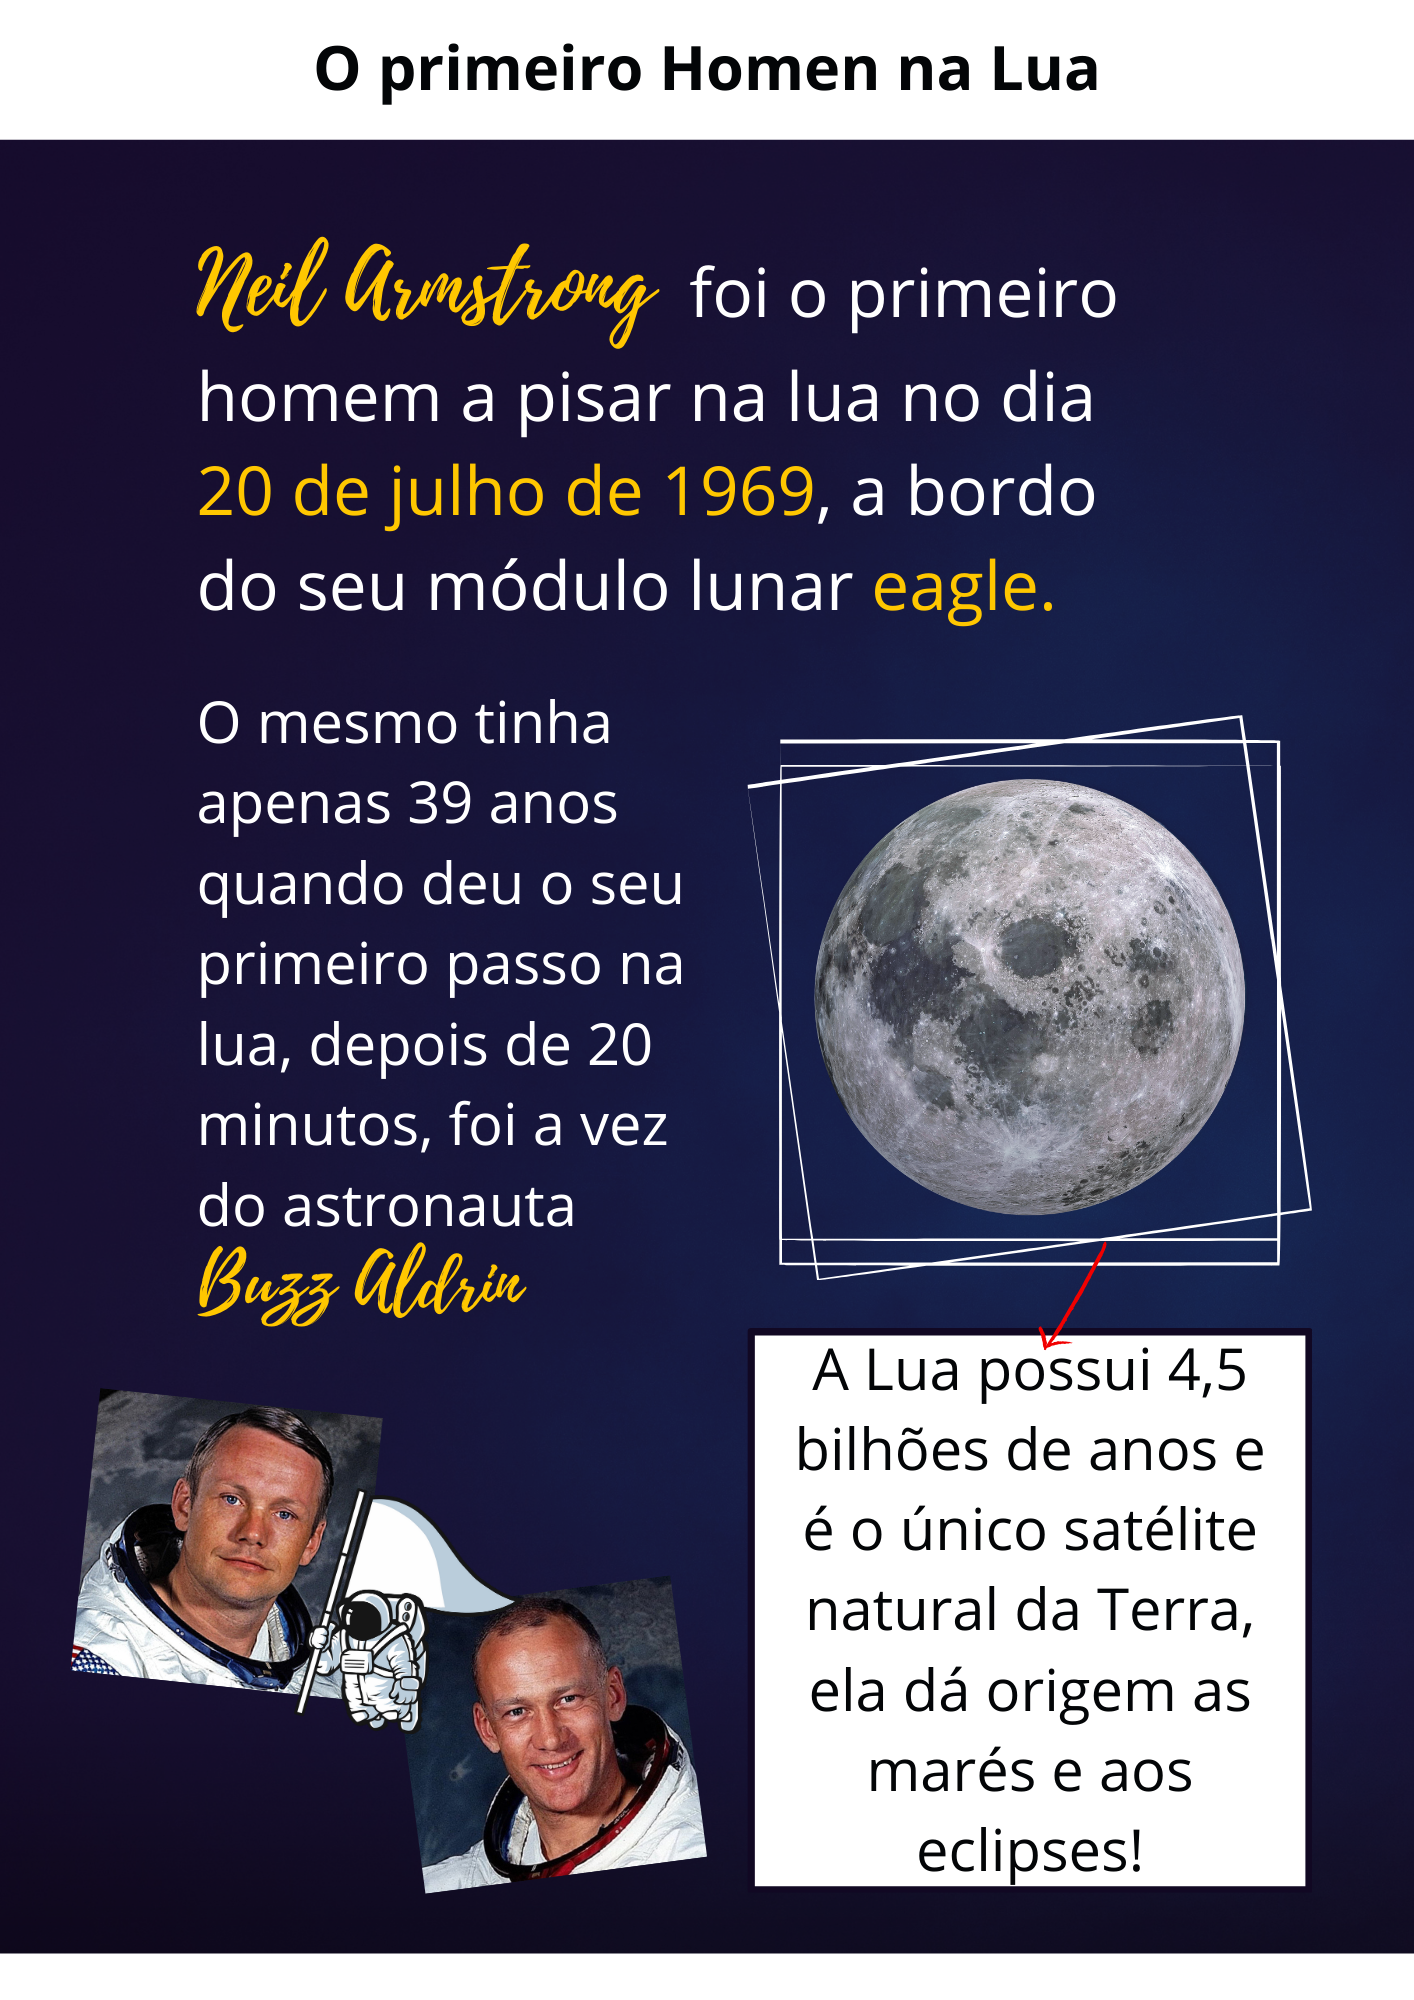 O primeiro Homen na Lua
Neil Armstrong foi o primeiro
homem a pisar na lua no dia
20 de julho de 1969, a bordo
do seu módulo lunar eagle.
O mesmo tinha
apenas 39 anos
quando deu o seu
primeiro passo na
lua, depois de 20
minutos, foi a vez
do astronauta
Buzz Aldrin
A Lua possui 4,5
bilhões de anos e
é o único satélite
natural da Terra,
ela dá origem as
marés e aos
eclipses!